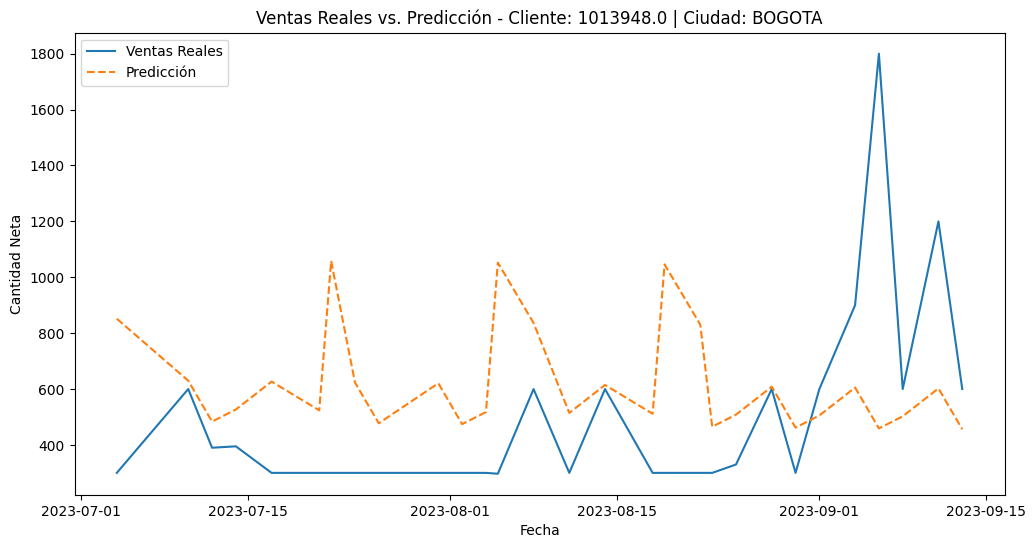 Ventas Reales vs. Predicción - Cliente: 1013948.0 | Ciudad: BOGOTA
Ventas Reales
Predicción
Cantidad Neta
1800
1600
1400
1200
1000
800
600
400
2023-07-01 2023-07-15 2023-08-01 2023-08-15 2023-09-01 2023-09-15
Fecha